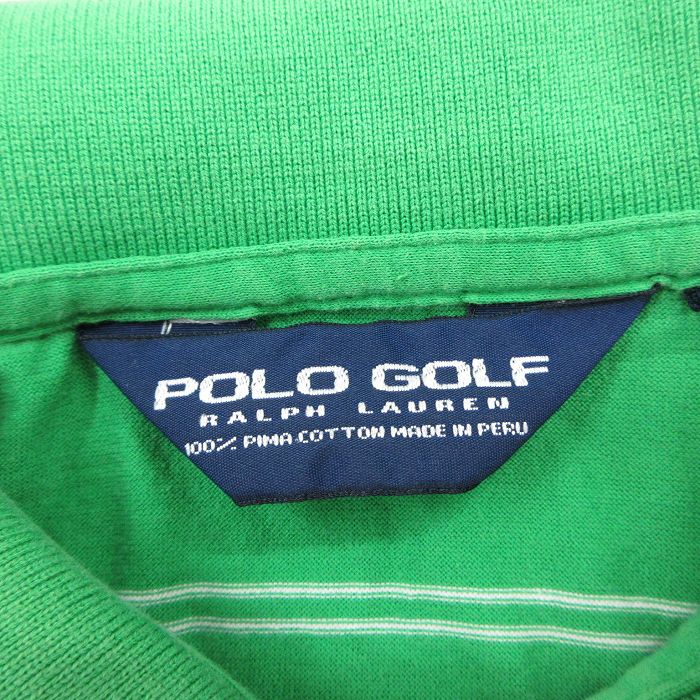 POLO GOLF
RALPH LAUREN
100% PIMA COTTON MADE IN PERU